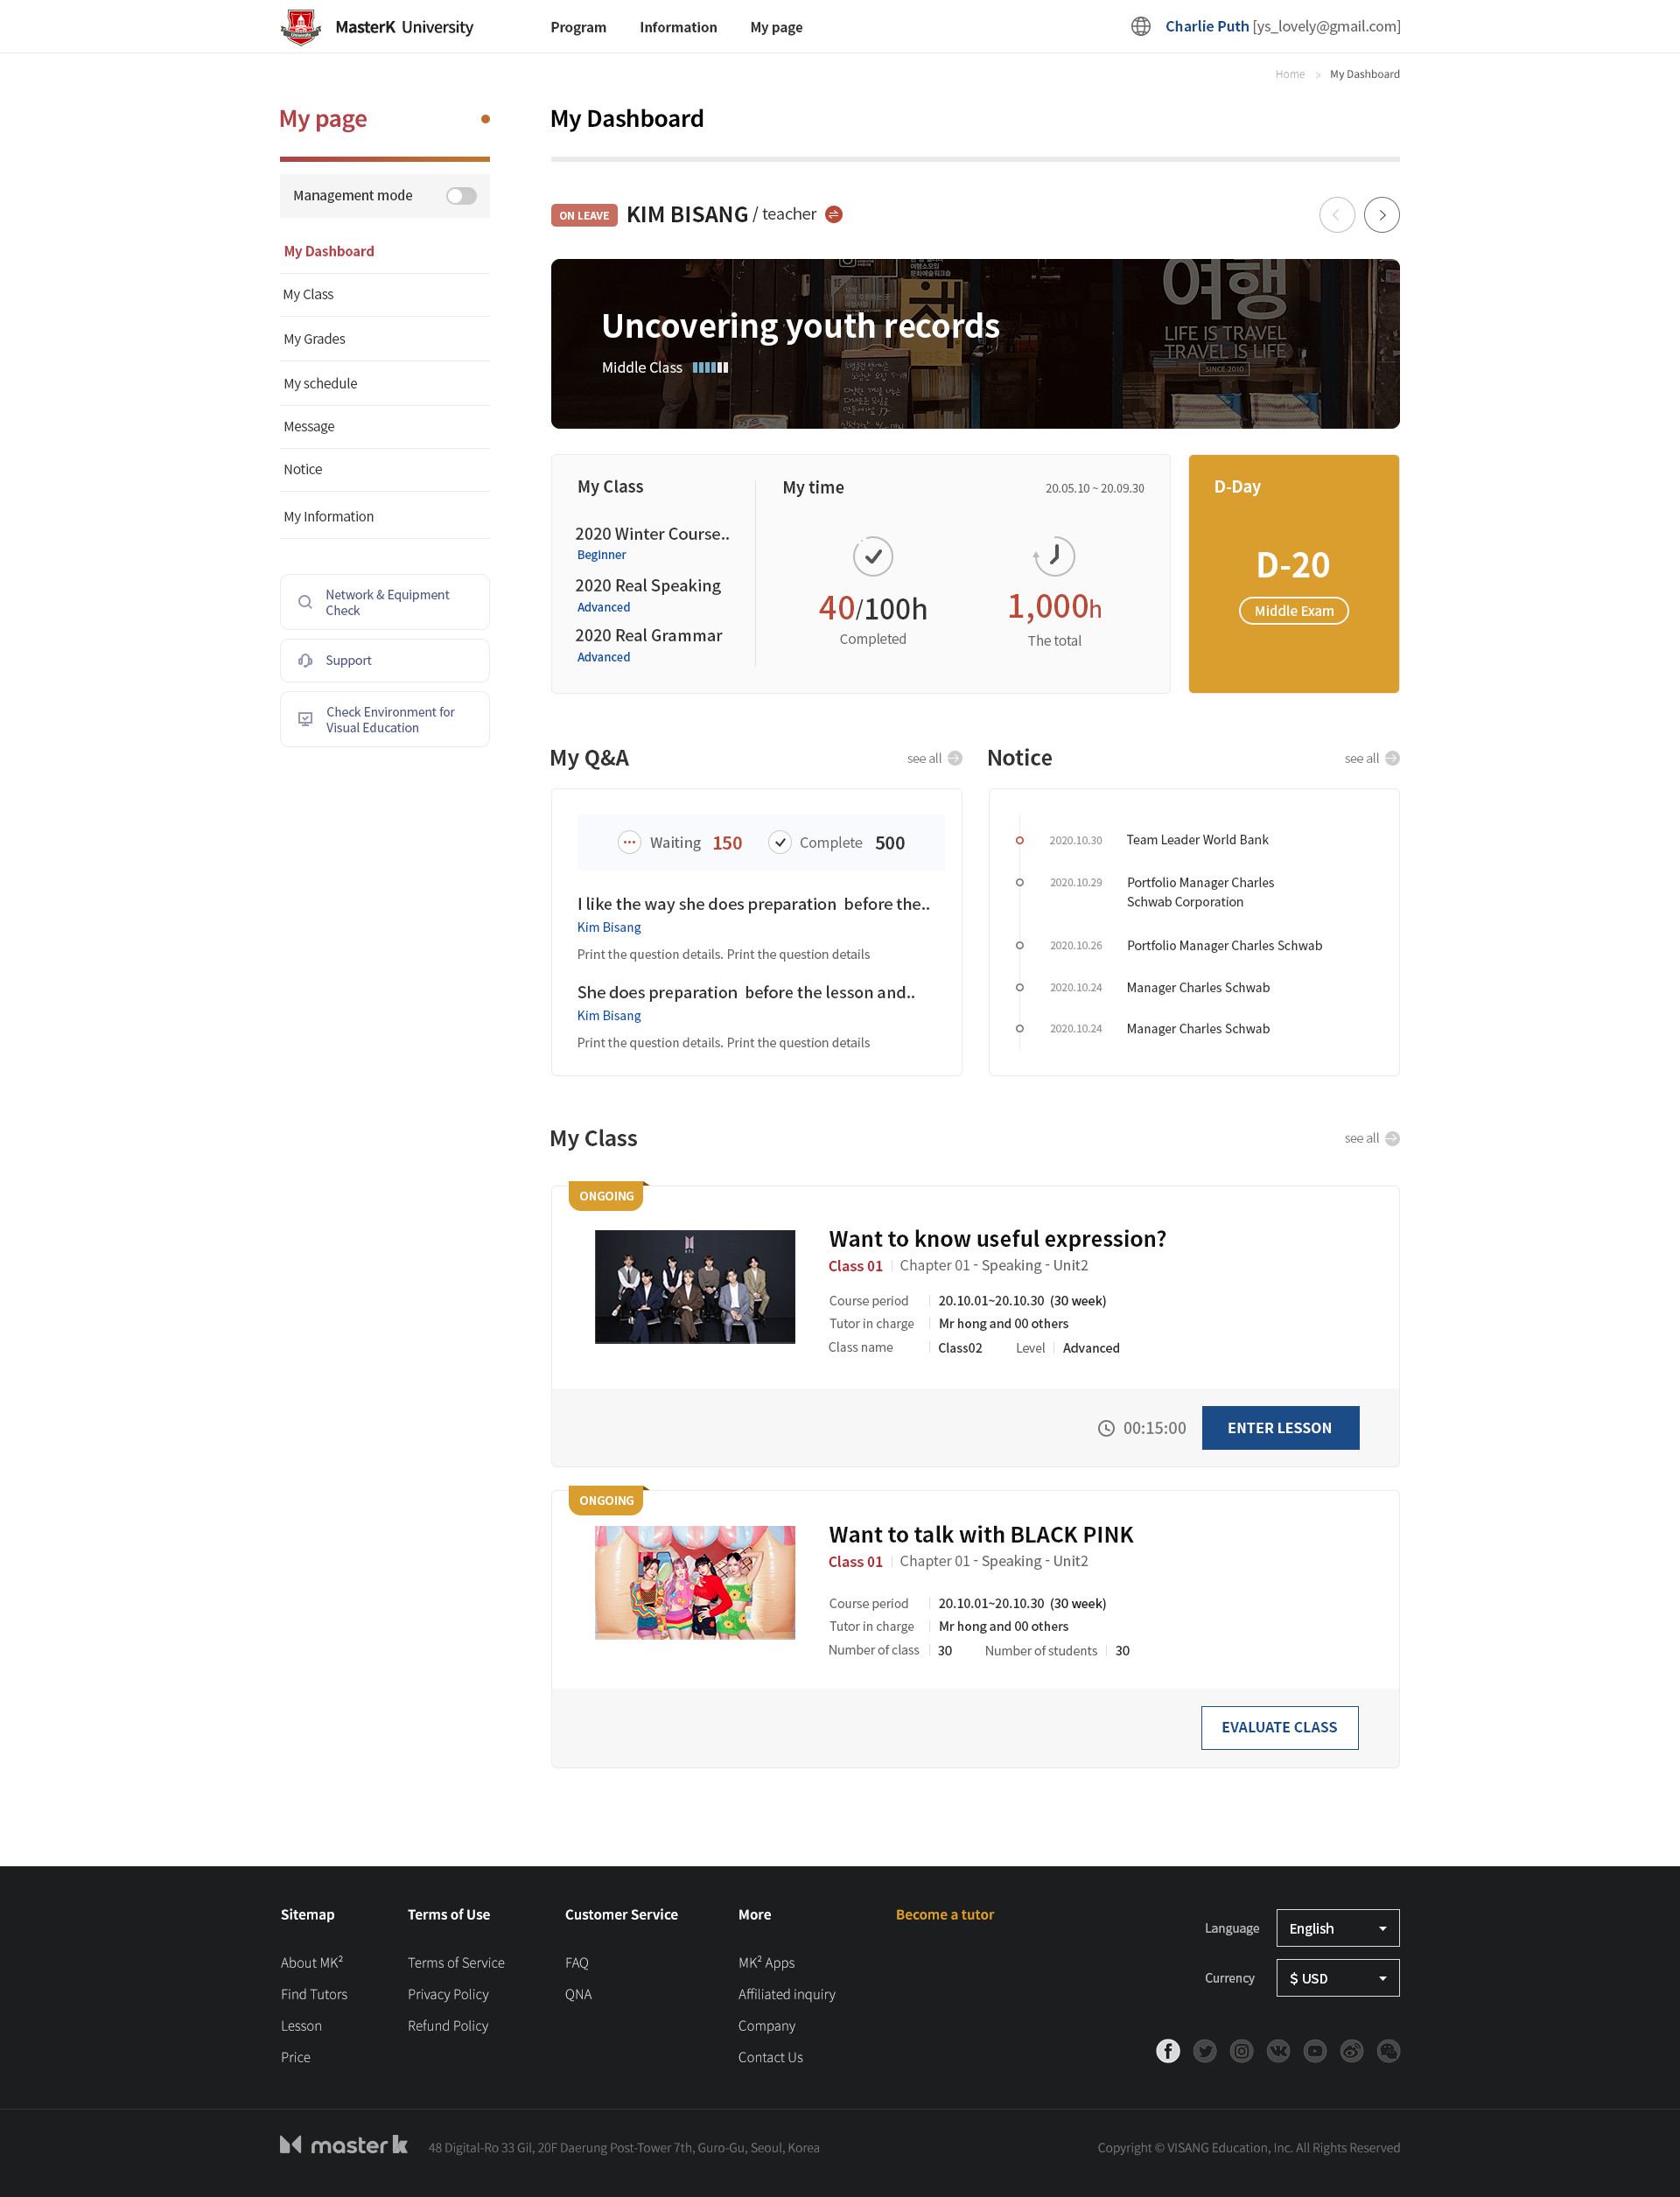 MasterK University
Program
Information
My page
Charlie Puth [ys_lovely@gmail.com]
Home > My Dashboard
My page
Management mode
My Dashboard
My Class
My Grades
My schedule
Message
Notice
My Information
Network & Equipment
Check
Support
Check Environment for
Visual Education
My Dashboard
ON LEAVE KIM BISANG / teacher
Uncovering youth records
Middle Class
여행
책
LIFE IS TRAVEL
TRAVEL IS LIFE
SINCE 2010
My Class
2020 Winter Course..
Beginner
2020 Real Speaking
Advanced
2020 Real Grammar
Advanced
My time
20.05.10 ~ 20.09.30
40/100h
Completed
1,000h
The total
D-Day
D-20
Middle Exam
My Q&A
see all
Waiting 150
Complete 500
I like the way she does preparation  before the..
Kim Bisang
Print the question details. Print the question details
She does preparation  before the lesson and..
Kim Bisang
Print the question details. Print the question details
Notice
see all
2020.10.30 Team Leader World Bank
2020.10.29 Portfolio Manager Charles
Schwab Corporation
2020.10.26 Portfolio Manager Charles Schwab
2020.10.24 Manager Charles Schwab
2020.10.24 Manager Charles Schwab
My Class
see all
ONGOING
BTS
Want to know useful expression?
Class 01 Chapter 01 - Speaking - Unit2
Course period 20.10.01~20.10.30 (30 week)
Tutor in charge Mr hong and 00 others
Class name Class02 Level Advanced
00:15:00
ENTER LESSON
ONGOING
Want to talk with BLACK PINK
Class 01 Chapter 01 - Speaking - Unit2
Course period 20.10.01~20.10.30 (30 week)
Tutor in charge Mr hong and 00 others
Number of class 30 Number of students 30
EVALUATE CLASS
Sitemap
About MK²
Find Tutors
Lesson
Price
Terms of Use
Terms of Service
Privacy Policy
Refund Policy
Customer Service
FAQ
QNA
More
MK² Apps
Affiliated inquiry
Company
Contact Us
Become a tutor
Language English
Currency $ USD
master k
48 Digital-Ro 33 Gil, 20F Daerung Post-Tower 7th, Guro-Gu, Seoul, Korea
Copyright © VISANG Education, Inc. All Rights Reserved